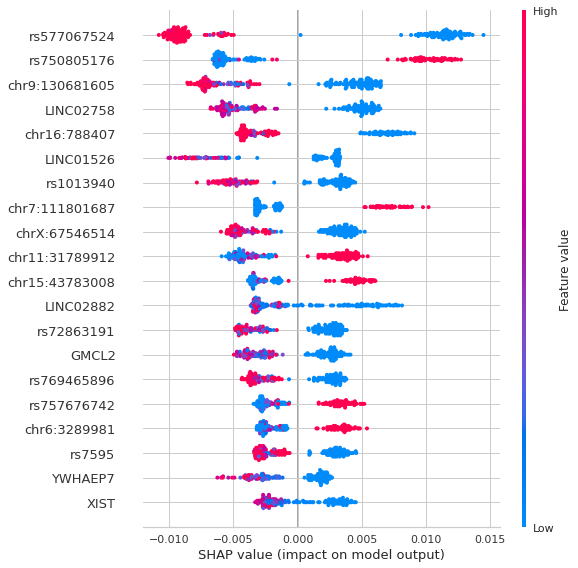 High
rs577067524
rs750805176
chr9:130681605
LINC02758
chr16:788407
LINC01526
rs1013940
chr7:111801687
chrX:67546514
chr11:31789912
chr15:43783008
LINC02882
rs72863191
GMCL2
rs769465896
rs757676742
chr6:3289981
rs7595
YWHAEP7
XIST
Feature value
Low
−0.010 −0.005 0.000 0.005 0.010 0.015
SHAP value (impact on model output)